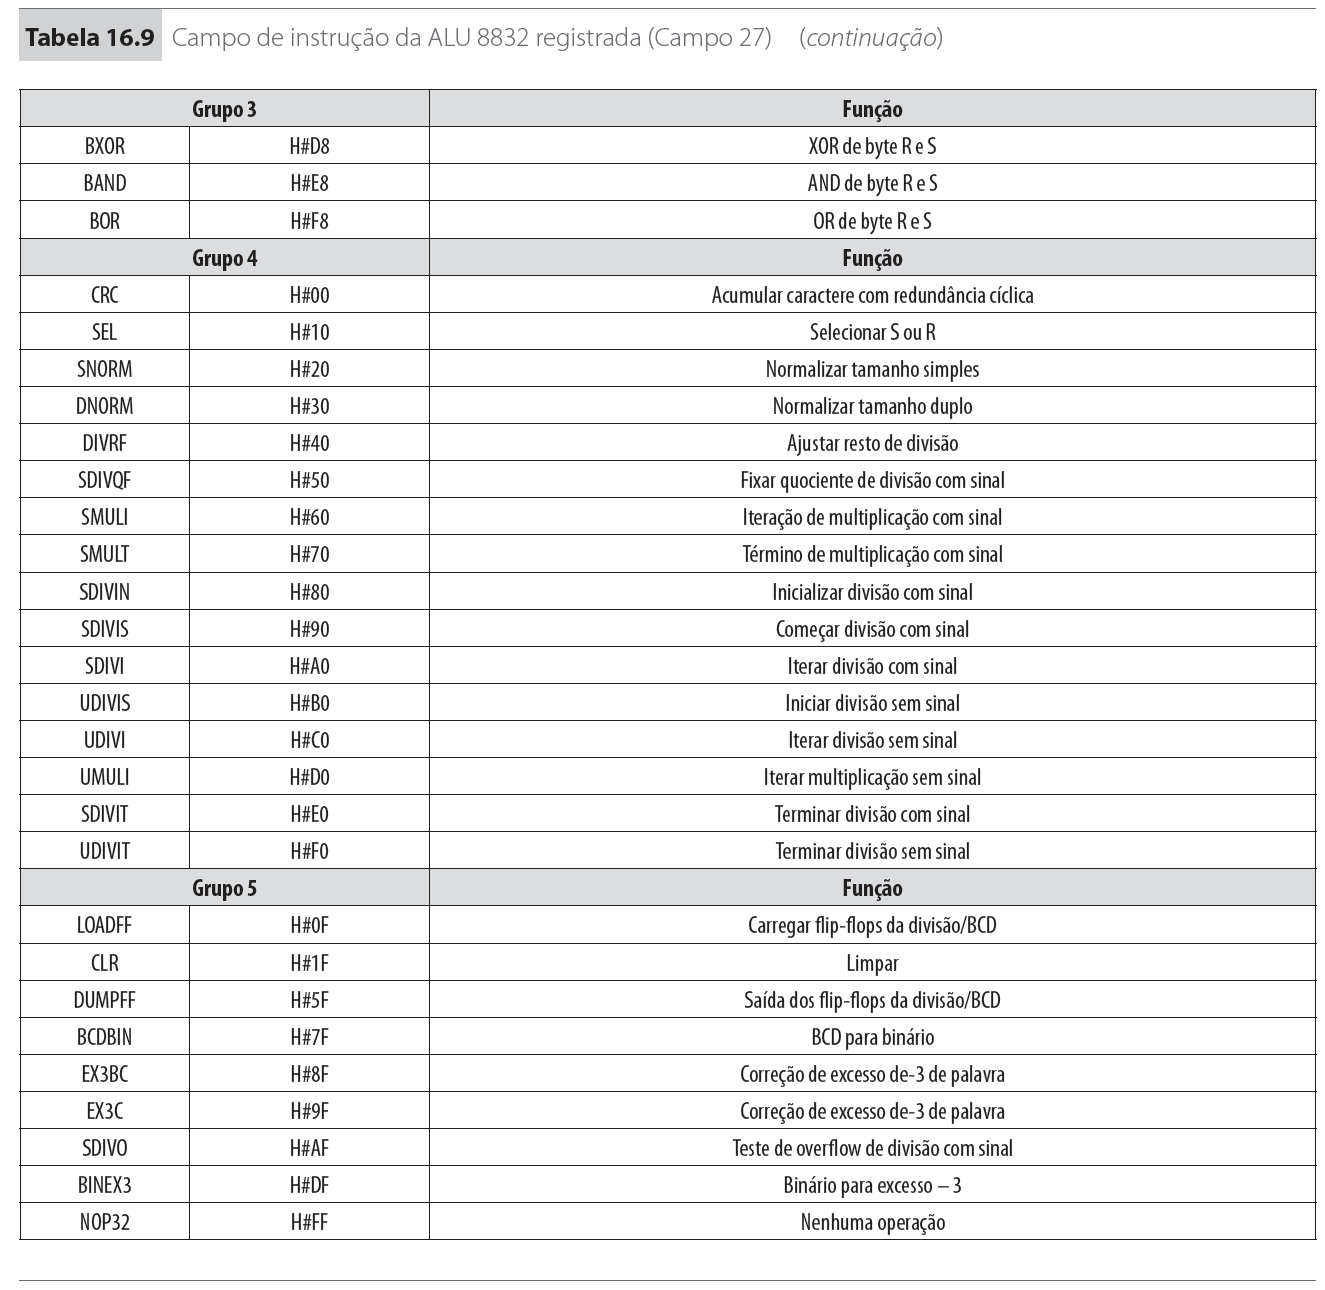 Tabela 16.9 Campo de instrução da ALU 8832 registrada (Campo 27) (continuação)
Grupo 3 Função
BXOR H#D8 XOR de byte R e S
BAND H#E8 AND de byte R e S
BOR H#F8 OR de byte R e S
Grupo 4 Função
CRC H#00 Acumular caractere com redundância cíclica
SEL H#10 Selecionar S ou R
SNORM H#20 Normalizar tamanho simples
DNORM H#30 Normalizar tamanho duplo
DIVRF H#40 Ajustar resto de divisão
SDIVQF H#50 Fixar quociente de divisão com sinal
SMULI H#60 Iteração de multiplicação com sinal
SMULT H#70 Término de multiplicação com sinal
SDIVIN H#80 Inicializar divisão com sinal
SDIVIS H#90 Começar divisão com sinal
SDIVI H#A0 Iterar divisão com sinal
UDIVIS H#B0 Iniciar divisão sem sinal
UDIVI H#C0 Iterar divisão sem sinal
UMULI H#D0 Iterar multiplicação sem sinal
SDIVIT H#E0 Terminar divisão com sinal
UDIVIT H#F0 Terminar divisão sem sinal
Grupo 5 Função
LOADFF H#0F Carregar flip-flops da divisão/BCD
CLR H#1F Limpar
DUMPFF H#5F Saída dos flip-flops da divisão/BCD
BCDBIN H#7F BCD para binário
EX3BC H#8F Correção de excesso de-3 de palavra
EX3C H#9F Correção de excesso de-3 de palavra
SDIVO H#AF Teste de overflow de divisão com sinal
BINEX3 H#DF Binário para excesso – 3
NOP32 H#FF Nenhuma operação